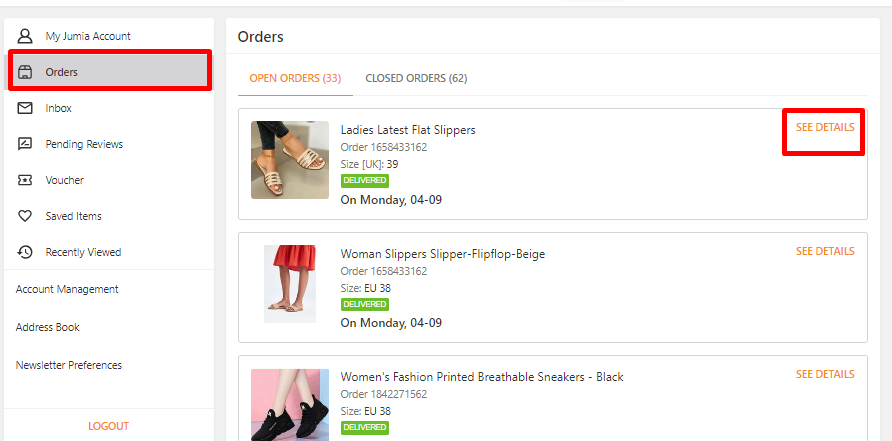 My Jumia Account
Orders
Inbox
Pending Reviews
Voucher
Saved Items
Recently Viewed
Account Management
Address Book
Newsletter Preferences
LOGOUT
Orders
OPEN ORDERS (33) CLOSED ORDERS (62)
Ladies Latest Flat Slippers
SEE DETAILS
Order 1658433162
Size [UK]: 39
DELIVERED
On Monday, 04-09
Woman Slippers Slipper-Flipflop-Beige
SEE DETAILS
Order 1658433162
Size: EU 38
DELIVERED
On Monday, 04-09
Women's Fashion Printed Breathable Sneakers - Black
SEE DETAILS
Order 1842271562
Size: EU 38
DELIVERED